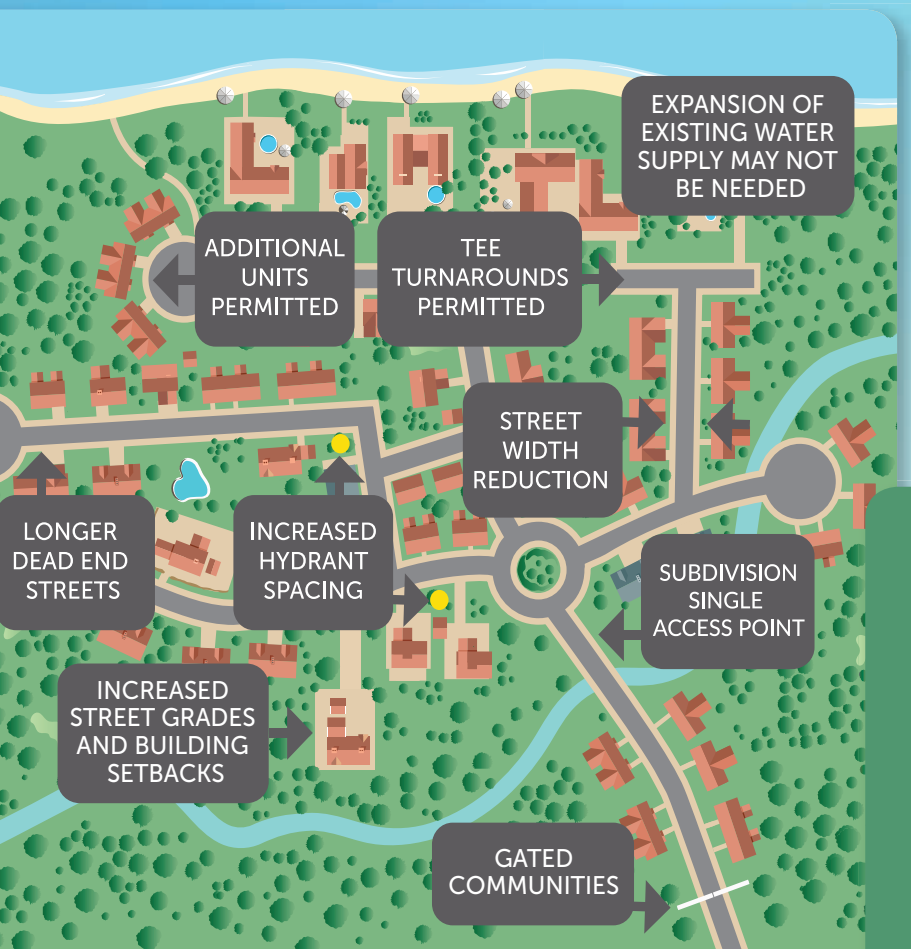 EXPANSION OF
EXISTING WATER
SUPPLY MAY NOT
BE NEEDED
ADDITIONAL
UNITS
PERMITTED
TEE
TURNAROUNDS
PERMITTED
STREET
WIDTH
REDUCTION
LONGER
DEAD END
STREETS
INCREASED
HYDRANT
SPACING
SUBDIVISION
SINGLE
ACCESS POINT
INCREASED
STREET GRADES
AND BUILDING
SETBACKS
GATED
COMMUNITIES